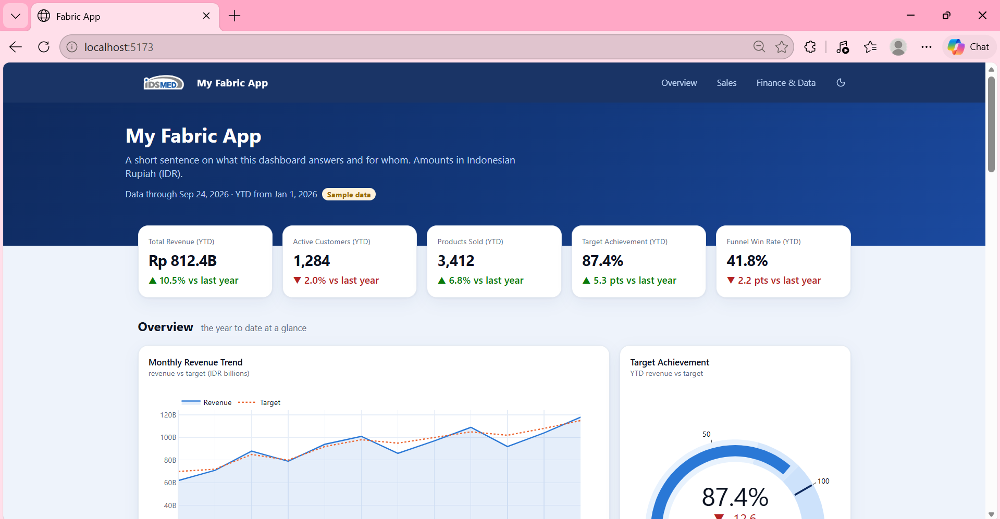 Fabric App
localhost:5173
Chat
iDSMED
My Fabric App
Overview
Sales
Finance & Data
My Fabric App
A short sentence on what this dashboard answers and for whom. Amounts in Indonesian
Rupiah (IDR).
Data through Sep 24, 2026 · YTD from Jan 1, 2026
Sample data
Total Revenue (YTD)
Rp 812.4B
▲ 10.5% vs last year
Active Customers (YTD)
1,284
▼ 2.0% vs last year
Products Sold (YTD)
3,412
▲ 6.8% vs last year
Target Achievement (YTD)
87.4%
▲ 5.3 pts vs last year
Funnel Win Rate (YTD)
41.8%
▼ 2.2 pts vs last year
Overview the year to date at a glance
Monthly Revenue Trend
revenue vs target (IDR billions)
Revenue
Target
120B
100B
80B
60B
40B
Target Achievement
YTD revenue vs target
50
100
87.4%
▼ -12.6